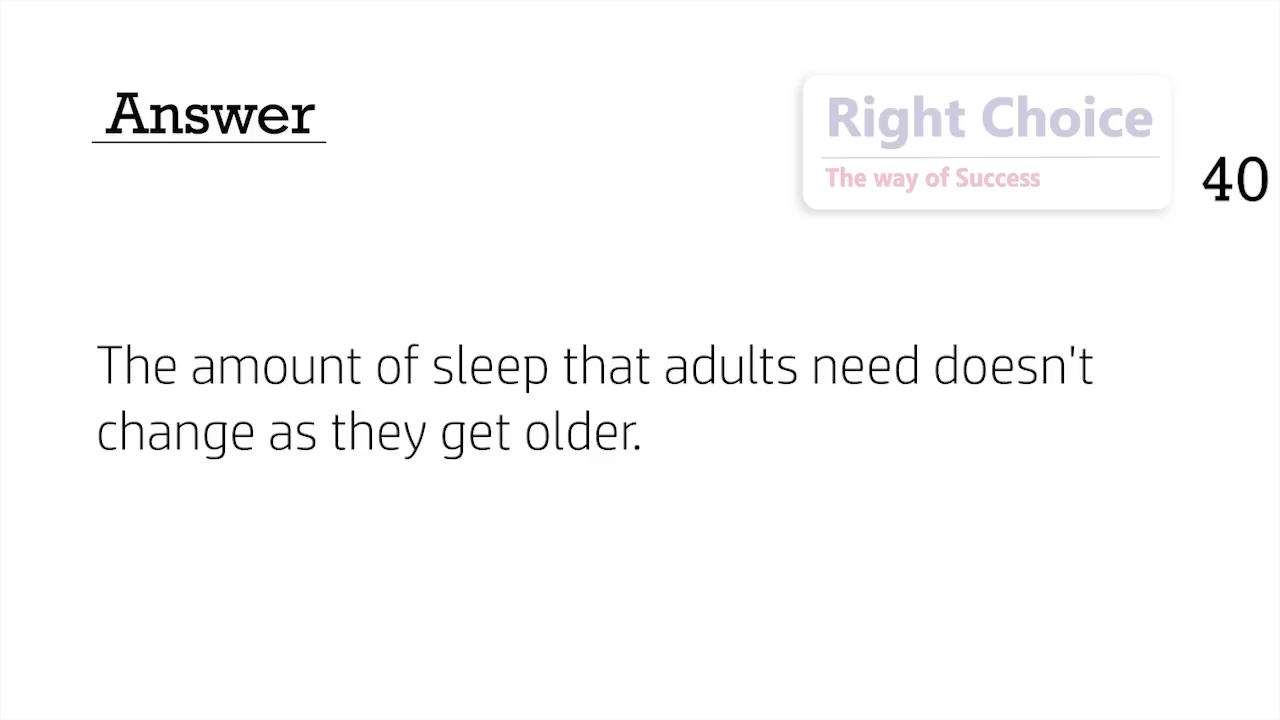 Answer
Right Choice
The way of Success
40
The amount of sleep that adults need doesn't
change as they get older.